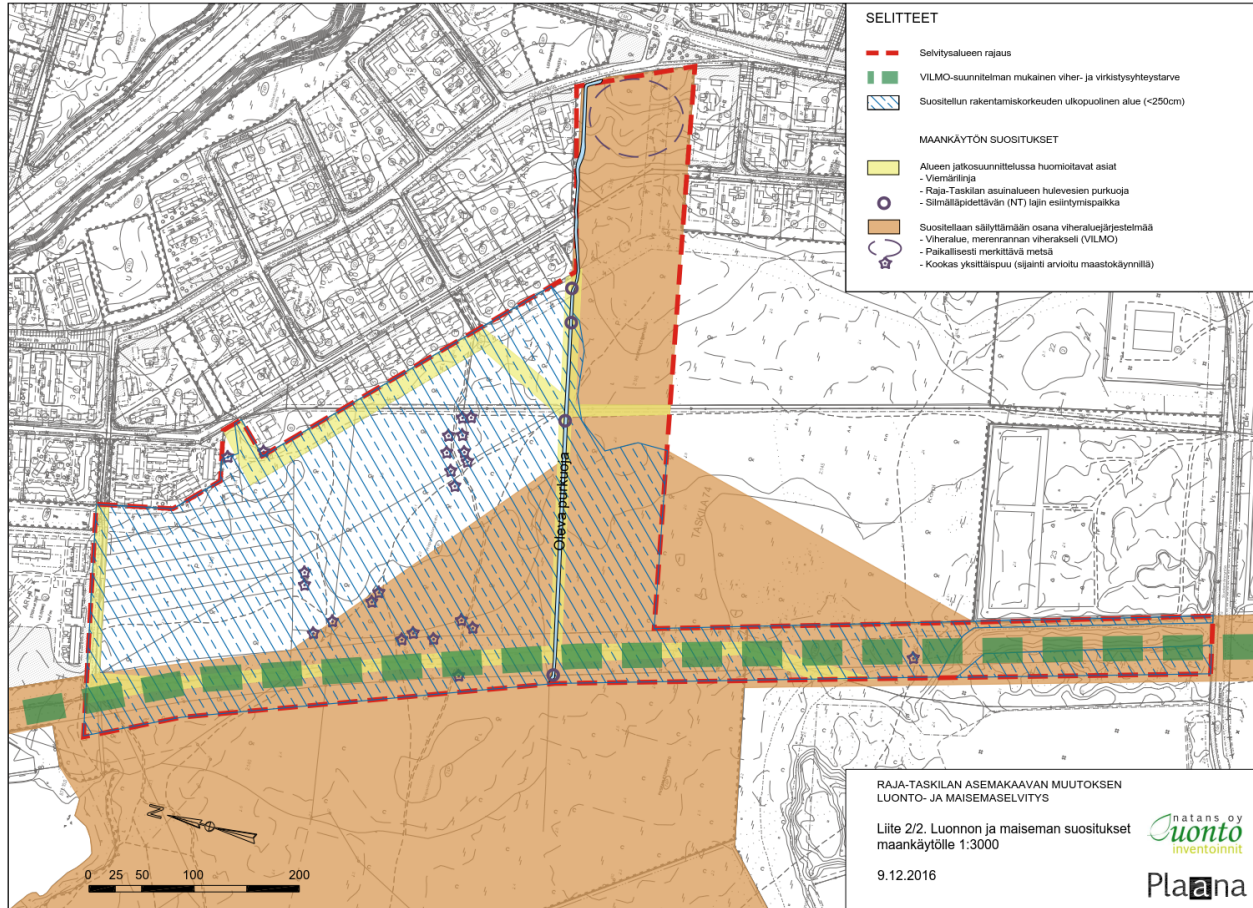 SELITTEET
Selvitysalueen rajaus
VILMO-suunnitelman mukainen viher- ja virkistysyhteystarve
Suositellun rakentamiskorkeuden ulkopuolinen alue (<250cm)
MAANKÄYTÖN SUOSITUKSET
Alueen jatkosuunnittelussa huomioitavat asiat
- Viemärilinja
- Raja-Taskilan asuinalueen hulevesien purkuoja
- Silmälläpidettävän (NT) lajin esiintymispaikka
Suositellaan säilyttämään osana viheraluejärjestelmää
- Viheralue, merenrannan viherakseli (VILMO)
- Paikallisesti merkittävä metsä
- Kookas yksittäispuu (sijainti arvioitu maastokäynnillä)
Oleva purkuoja
TASKILA 74
N
0 25 50 100 200
RAJA-TASKILAN ASEMAKAAVAN MUUTOKSEN
LUONTO- JA MAISEMASELVITYS
Liite 2/2. Luonnon ja maiseman suositukset
maankäytölle 1:3000
9.12.2016
natans oy
luonto
inventoinnit
Plaana